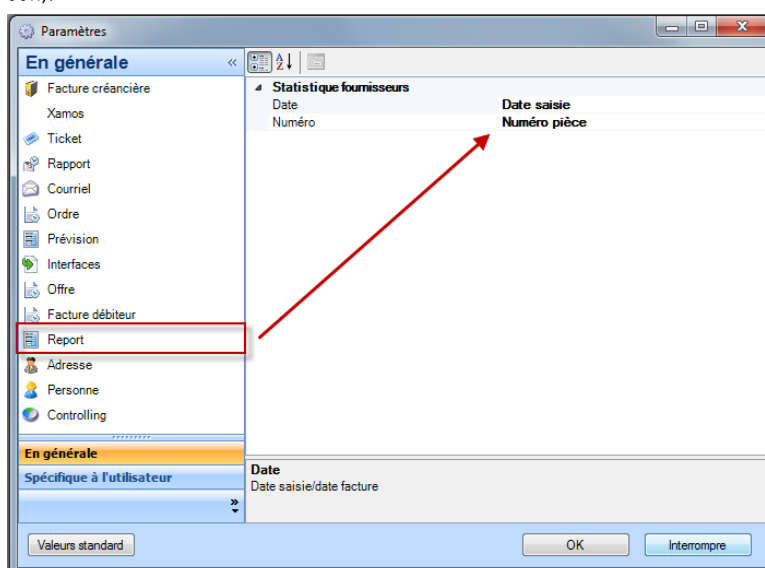 Paramètres
En générale «
Facture créancière
Xamos
Ticket
Rapport
Courriel
Ordre
Prévision
Interfaces
Offre
Facture débiteur
Report
Adresse
Personne
Controlling
En générale
Spécifique à l'utilisateur
»
Statistique fournisseurs
Date Date saisie
Numéro Numéro pièce
Date
Date saisie/date facture
Valeurs standard OK Interrompre